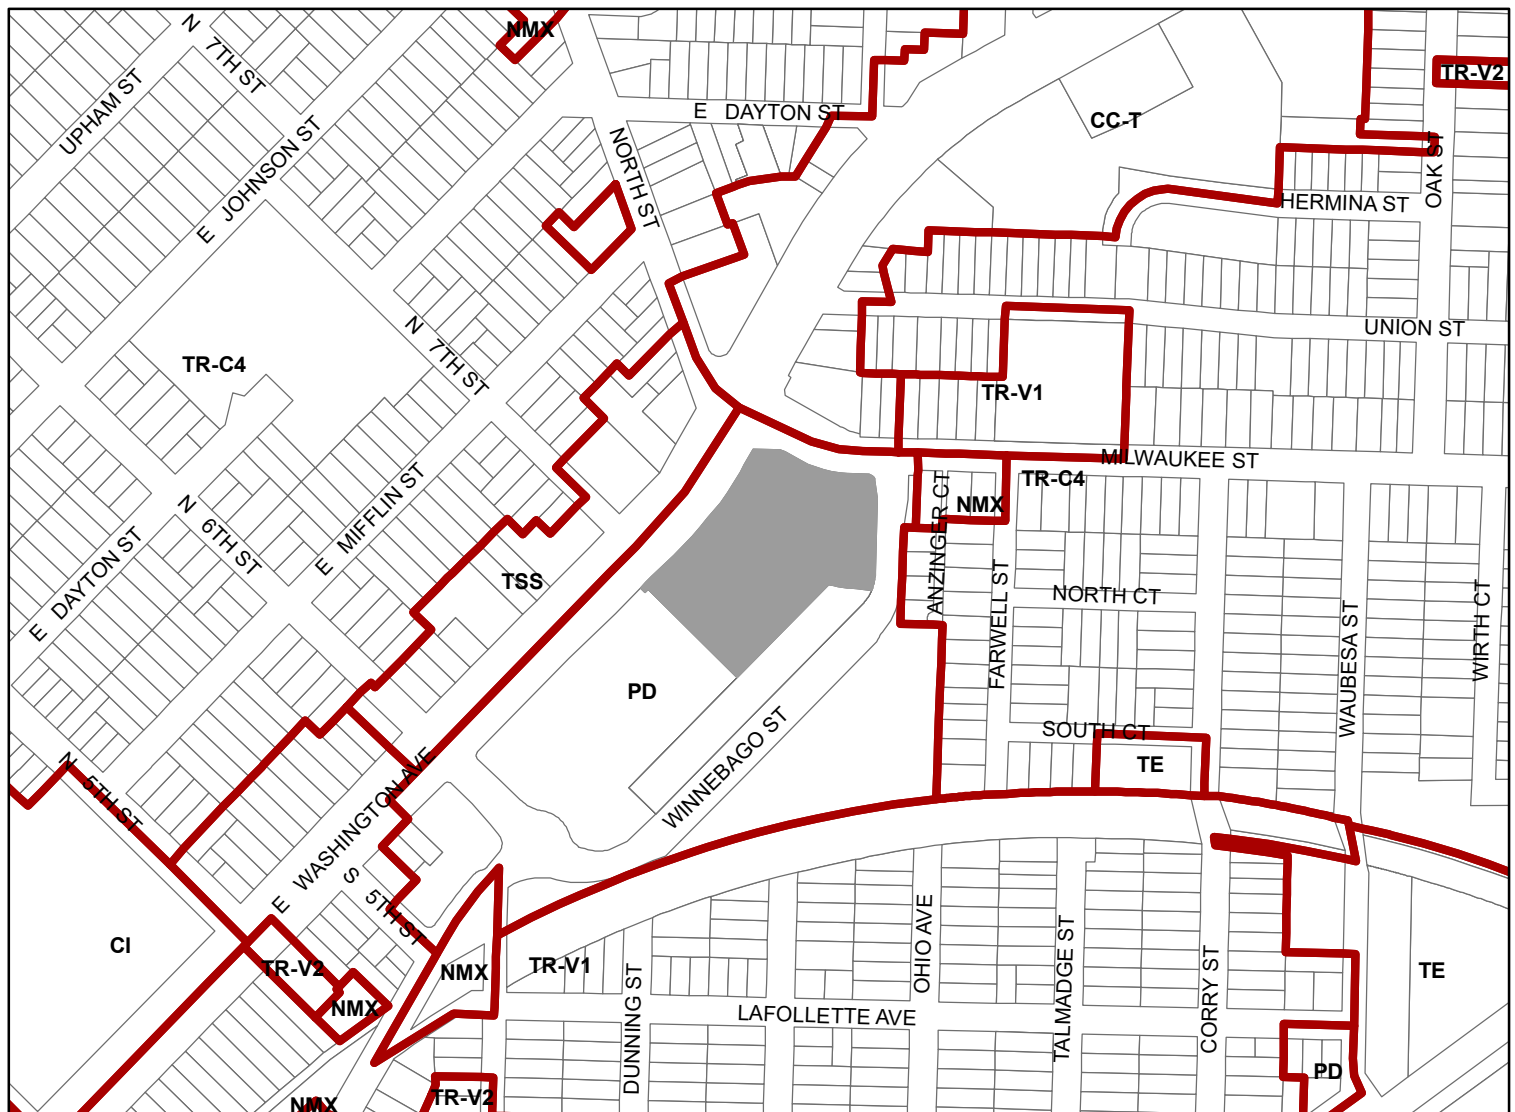 NMX
N 7TH ST
TR-V2
UPHAM ST
E DAYTON ST
CC-T
E JOHNSON ST
NORTH ST
OAK ST
HERMINA ST
UNION ST
N 7TH ST
TR-C4
TR-V1
MILWAUKEE ST
TR-C4
NMX
ANZINGER CT
N 6TH ST
E MIFFLIN ST
E DAYTON ST
TSS
NORTH CT
FARWELL ST
WAUBESA ST
WIRTH CT
PD
SOUTH CT
TE
WINNEBAGO ST
N 5TH ST
E WASHINGTON AVE
S 5TH ST
CI
TR-V2
NMX
NMX
TR-V1
OHIO AVE
TALMADGE ST
CORRY ST
TE
DUNNING ST
LAFOLLETTE AVE
PD
NMX
TR-V2